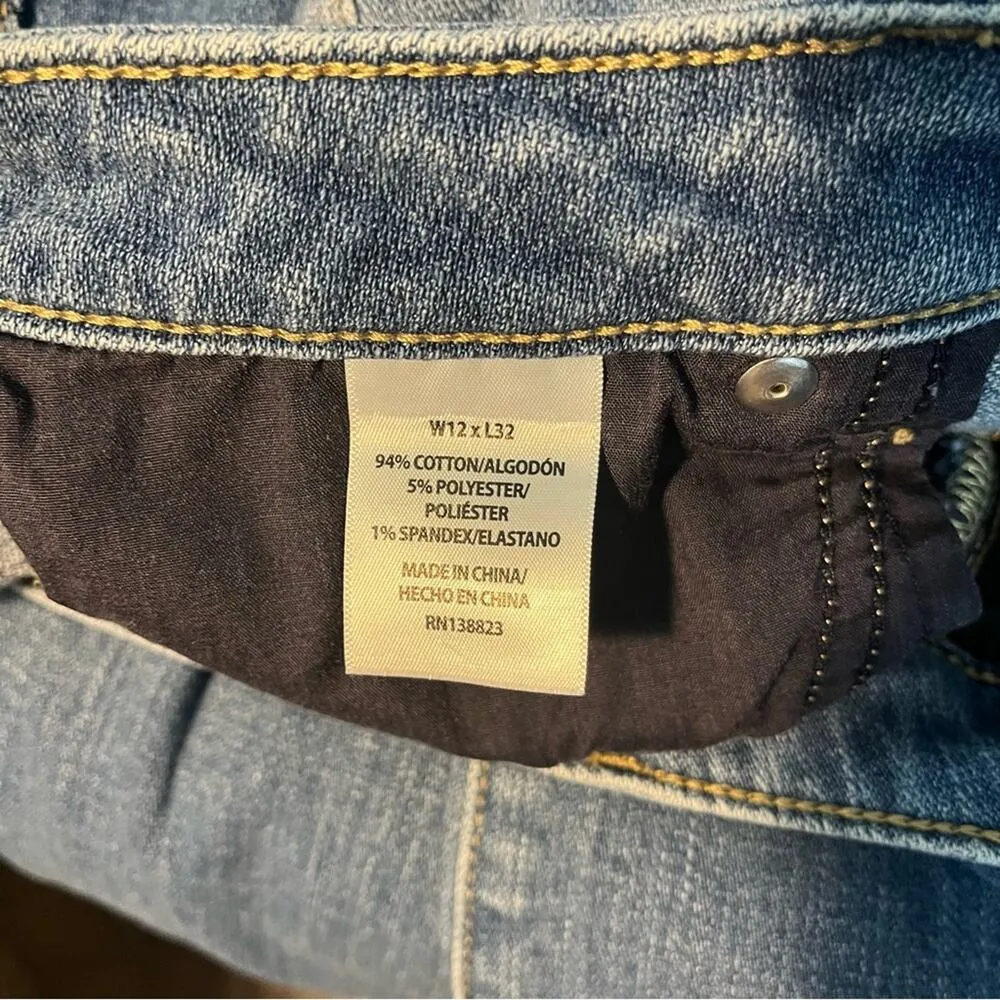 W12 x L32
94% COTTON/ALGODÓN
5% POLYESTER/
POLIÉSTER
1% SPANDEX/ELASTANO
MADE IN CHINA/
HECHO EN CHINA
RN138823